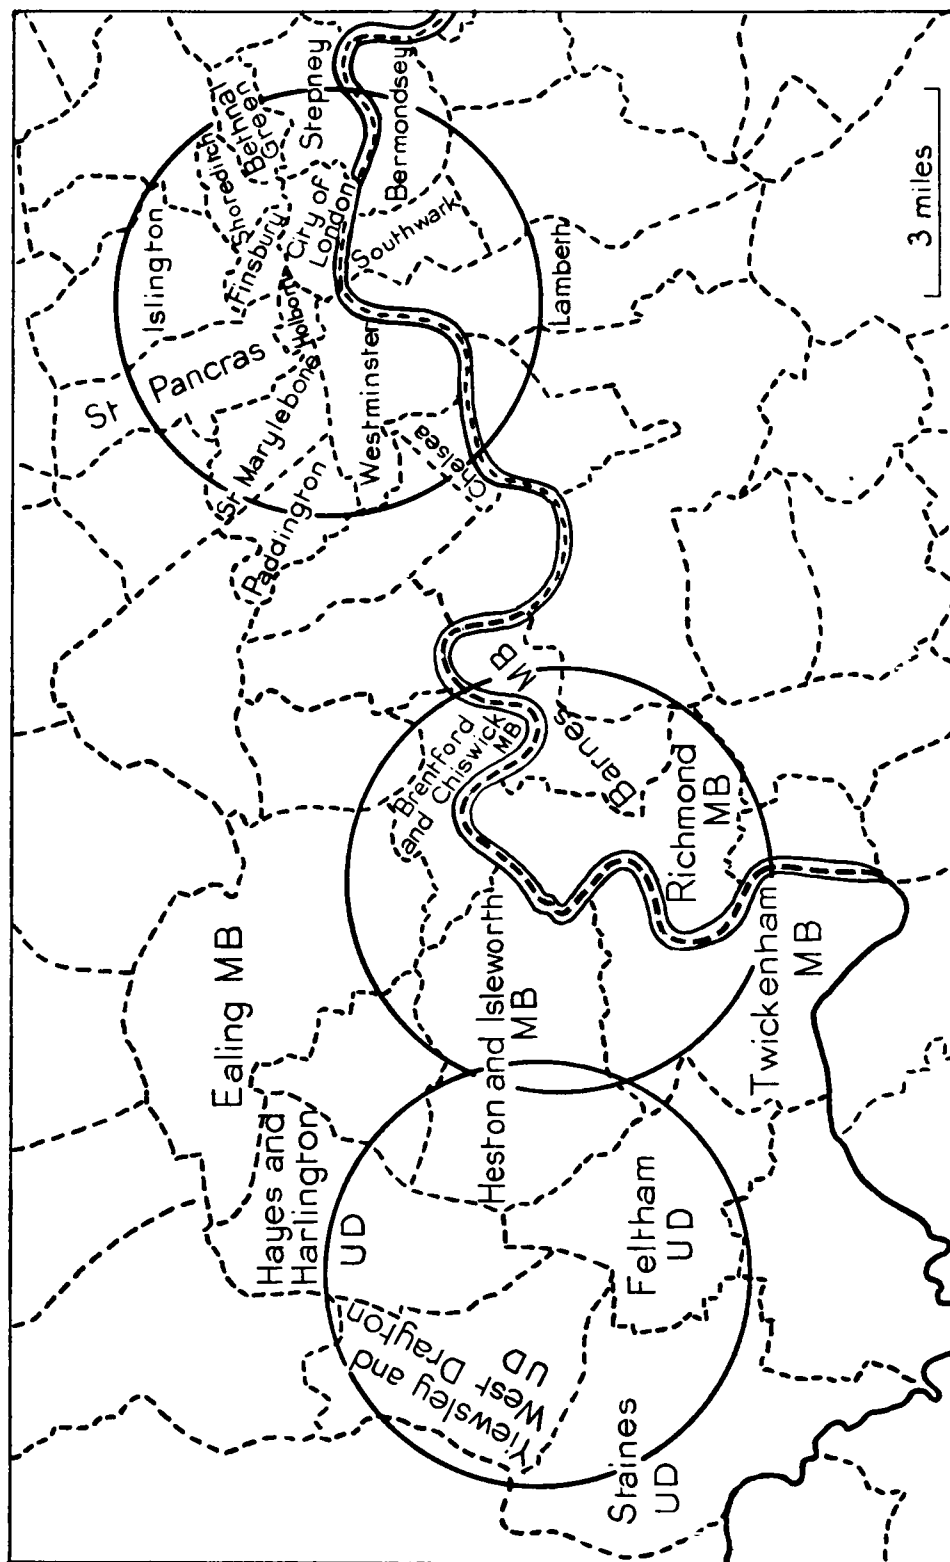 St
Pancras
Islington
Shoreditch
Bethnal
Green
Finsbury
Stepney
City of
London
Holborn
St Marylebone
Paddington
Westminster
Chelsea
Bermondsey
Southwark
Lambeth
3 miles
Ealing MB
Brentford
and Chiswick
MB
Barnes MB
Richmond
MB
Heston and Isleworth
MB
Twickenham
MB
Hayes and
Harlington
UD
Yiewsley and
West Drayton
UD
Feltham
UD
Staines
UD